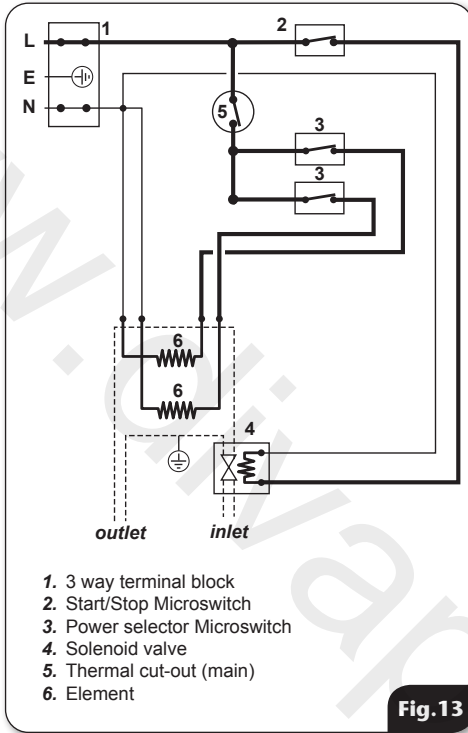 1
2
L
E
N
5
3
3
6
6
4
outlet
inlet
1. 3 way terminal block
2. Start/Stop Microswitch
3. Power selector Microswitch
4. Solenoid valve
5. Thermal cut-out (main)
6. Element
Fig.13